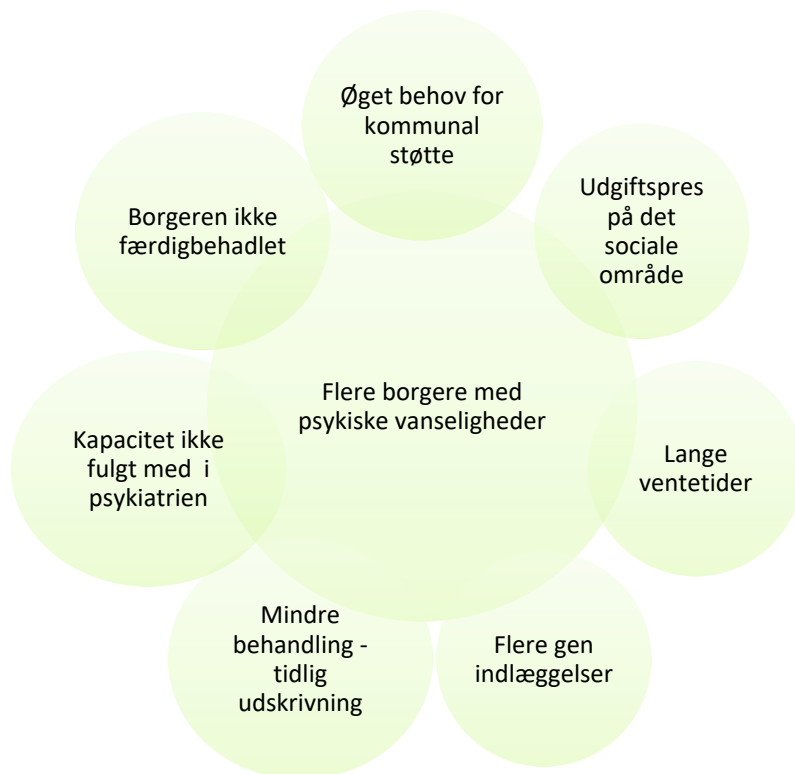 Øget behov for
kommunal
støtte
Udgiftspres
på det
sociale
område
Borgeren ikke
færdigbehadlet
Flere borgere med
psykiske vanseligheder
Kapacitet ikke
fulgt med  i
psykiatrien
Lange
ventetider
Mindre
behandling -
tidlig
udskrivning
Flere gen
indlæggelser